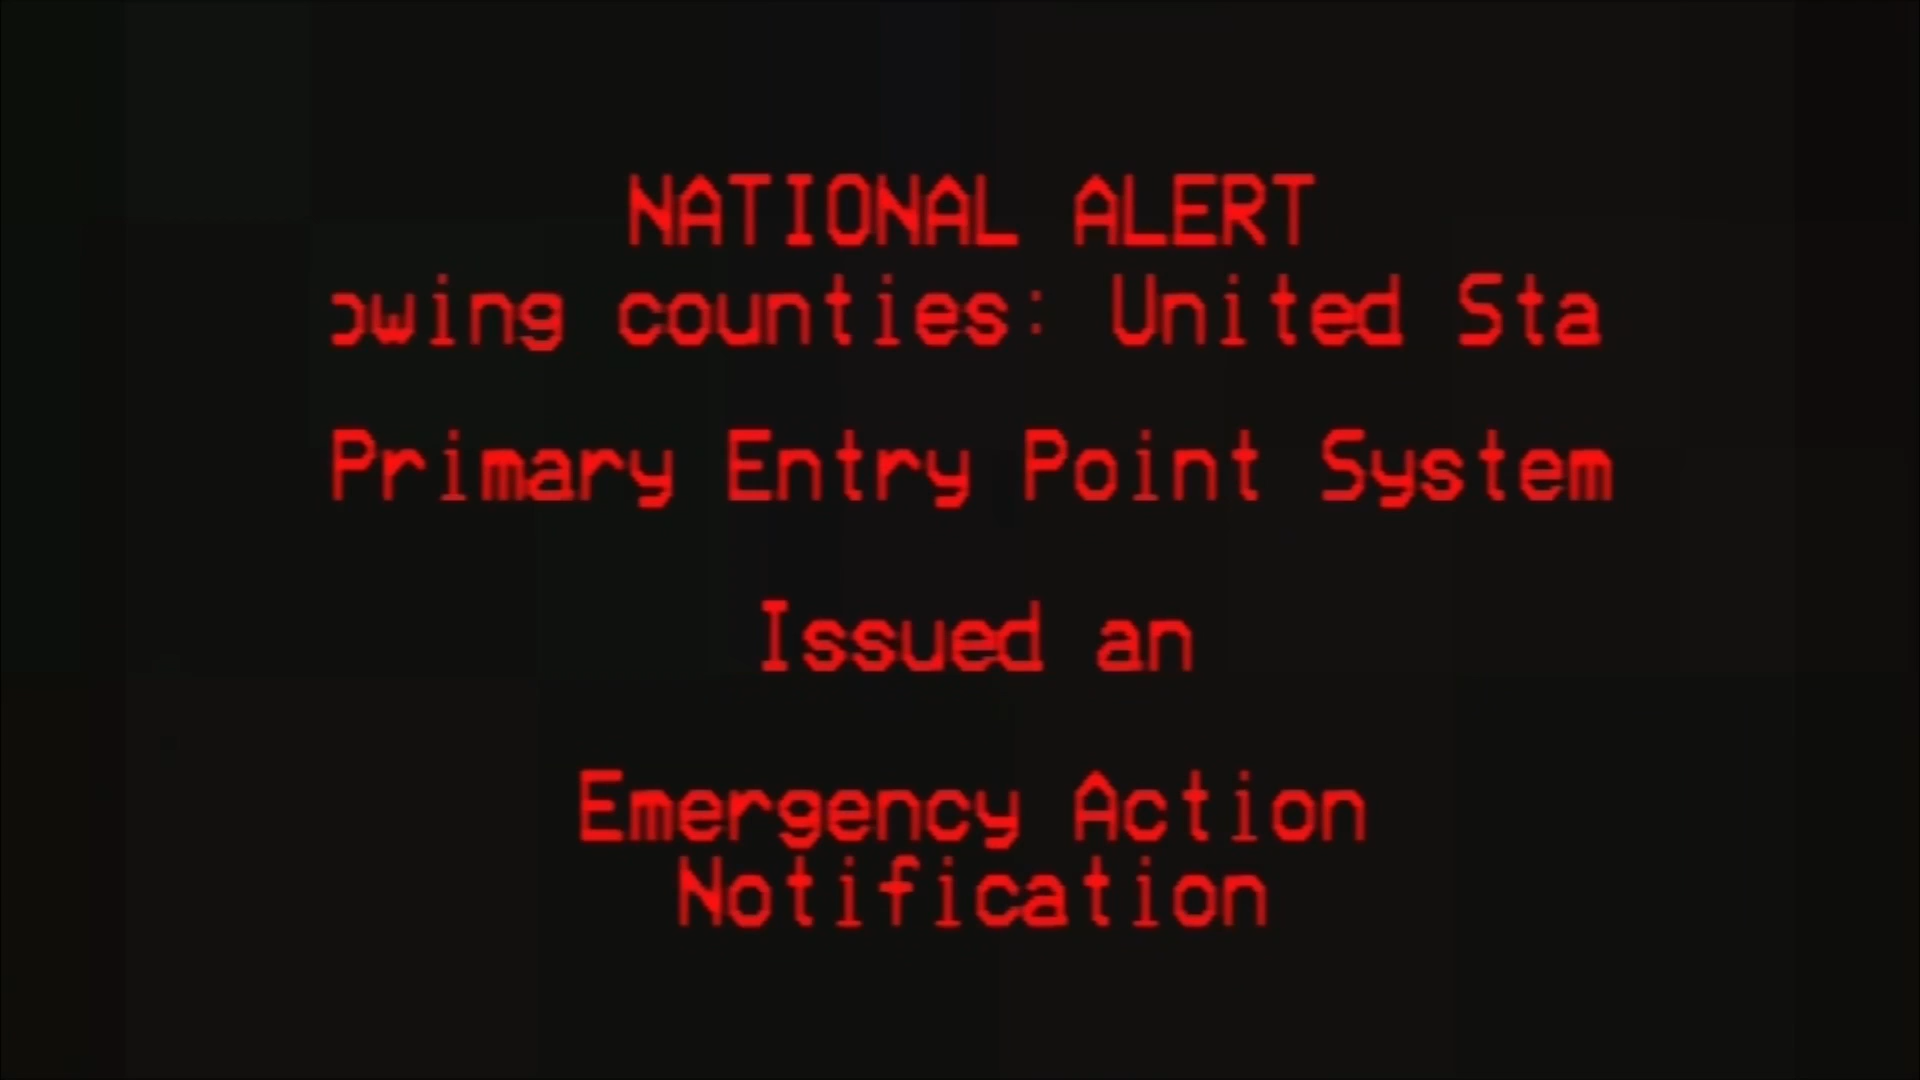 NATIONAL ALERT
owing counties: United Sta
Primary Entry Point System
Issued an
Emergency Action
Notification